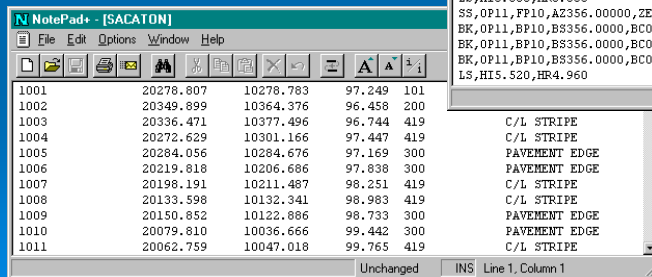 NotePad+ - [SACATON]
File Edit Options Window Help
SS,OP11,FP10,AZ356.00000,ZE
BK,OP11,BP10,BS356.0000,BC0
BK,OP11,BP10,BS356.0000,BC0
BK,OP11,BP10,BS356.0000,BC0
LS,HI5.520,HR4.960
1001 20278.807 10278.783 97.249 101
1002 20349.899 10364.376 96.458 200
1003 20336.471 10377.496 96.744 419 C/L STRIPE
1004 20272.629 10301.166 97.447 419 C/L STRIPE
1005 20284.056 10284.676 97.169 300 PAVEMENT EDGE
1006 20219.818 10206.686 97.838 300 PAVEMENT EDGE
1007 20198.191 10211.487 98.251 419 C/L STRIPE
1008 20133.598 10132.341 98.983 419 C/L STRIPE
1009 20150.852 10122.886 98.733 300 PAVEMENT EDGE
1010 20079.810 10036.666 99.442 300 PAVEMENT EDGE
1011 20062.759 10047.018 99.765 419 C/L STRIPE
Unchanged INS Line 1, Column 1